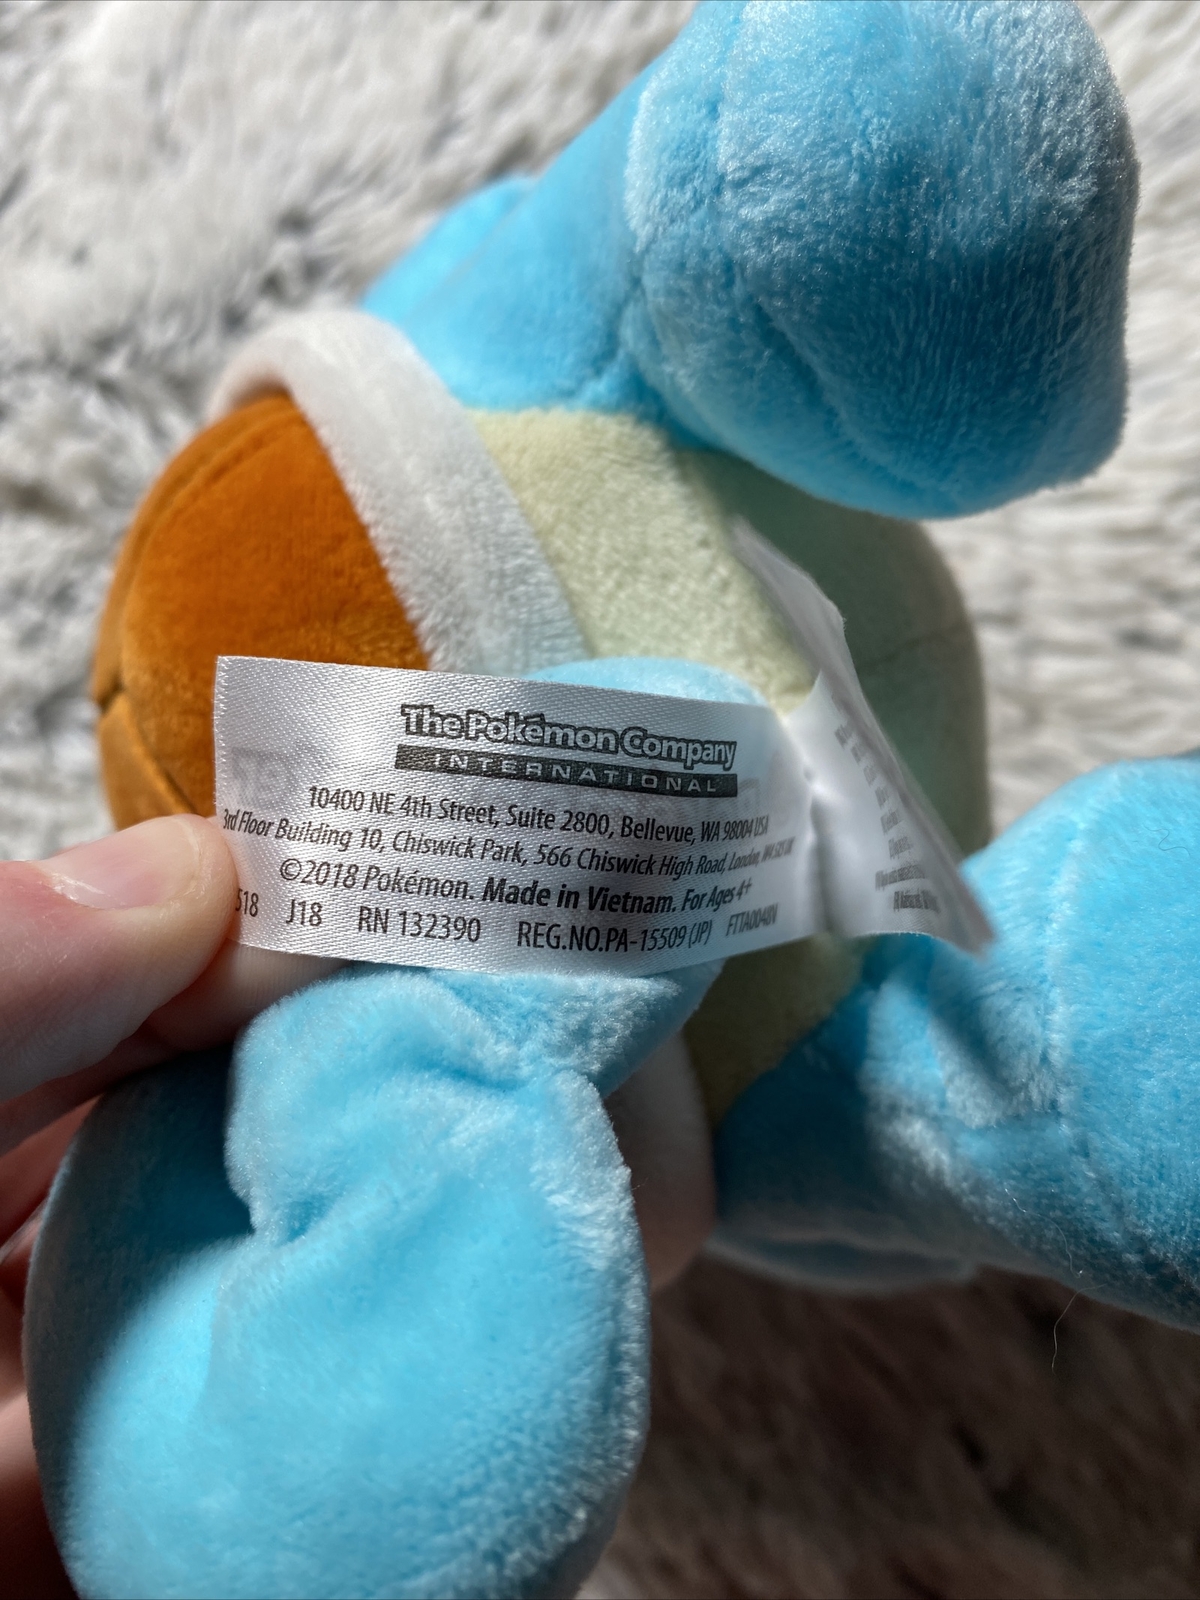 The Pokémon Company
INTERNATIONAL
10400 NE 4th Street, Suite 2800, Bellevue, WA 98004 USA
3rd Floor Building 10, Chiswick Park, 566 Chiswick High Road, London,
©2018 Pokémon. Made in Vietnam. For Ages 4+
518 J18 RN 132390 REG.NO.PA-15509 (JP) FTTA004BV